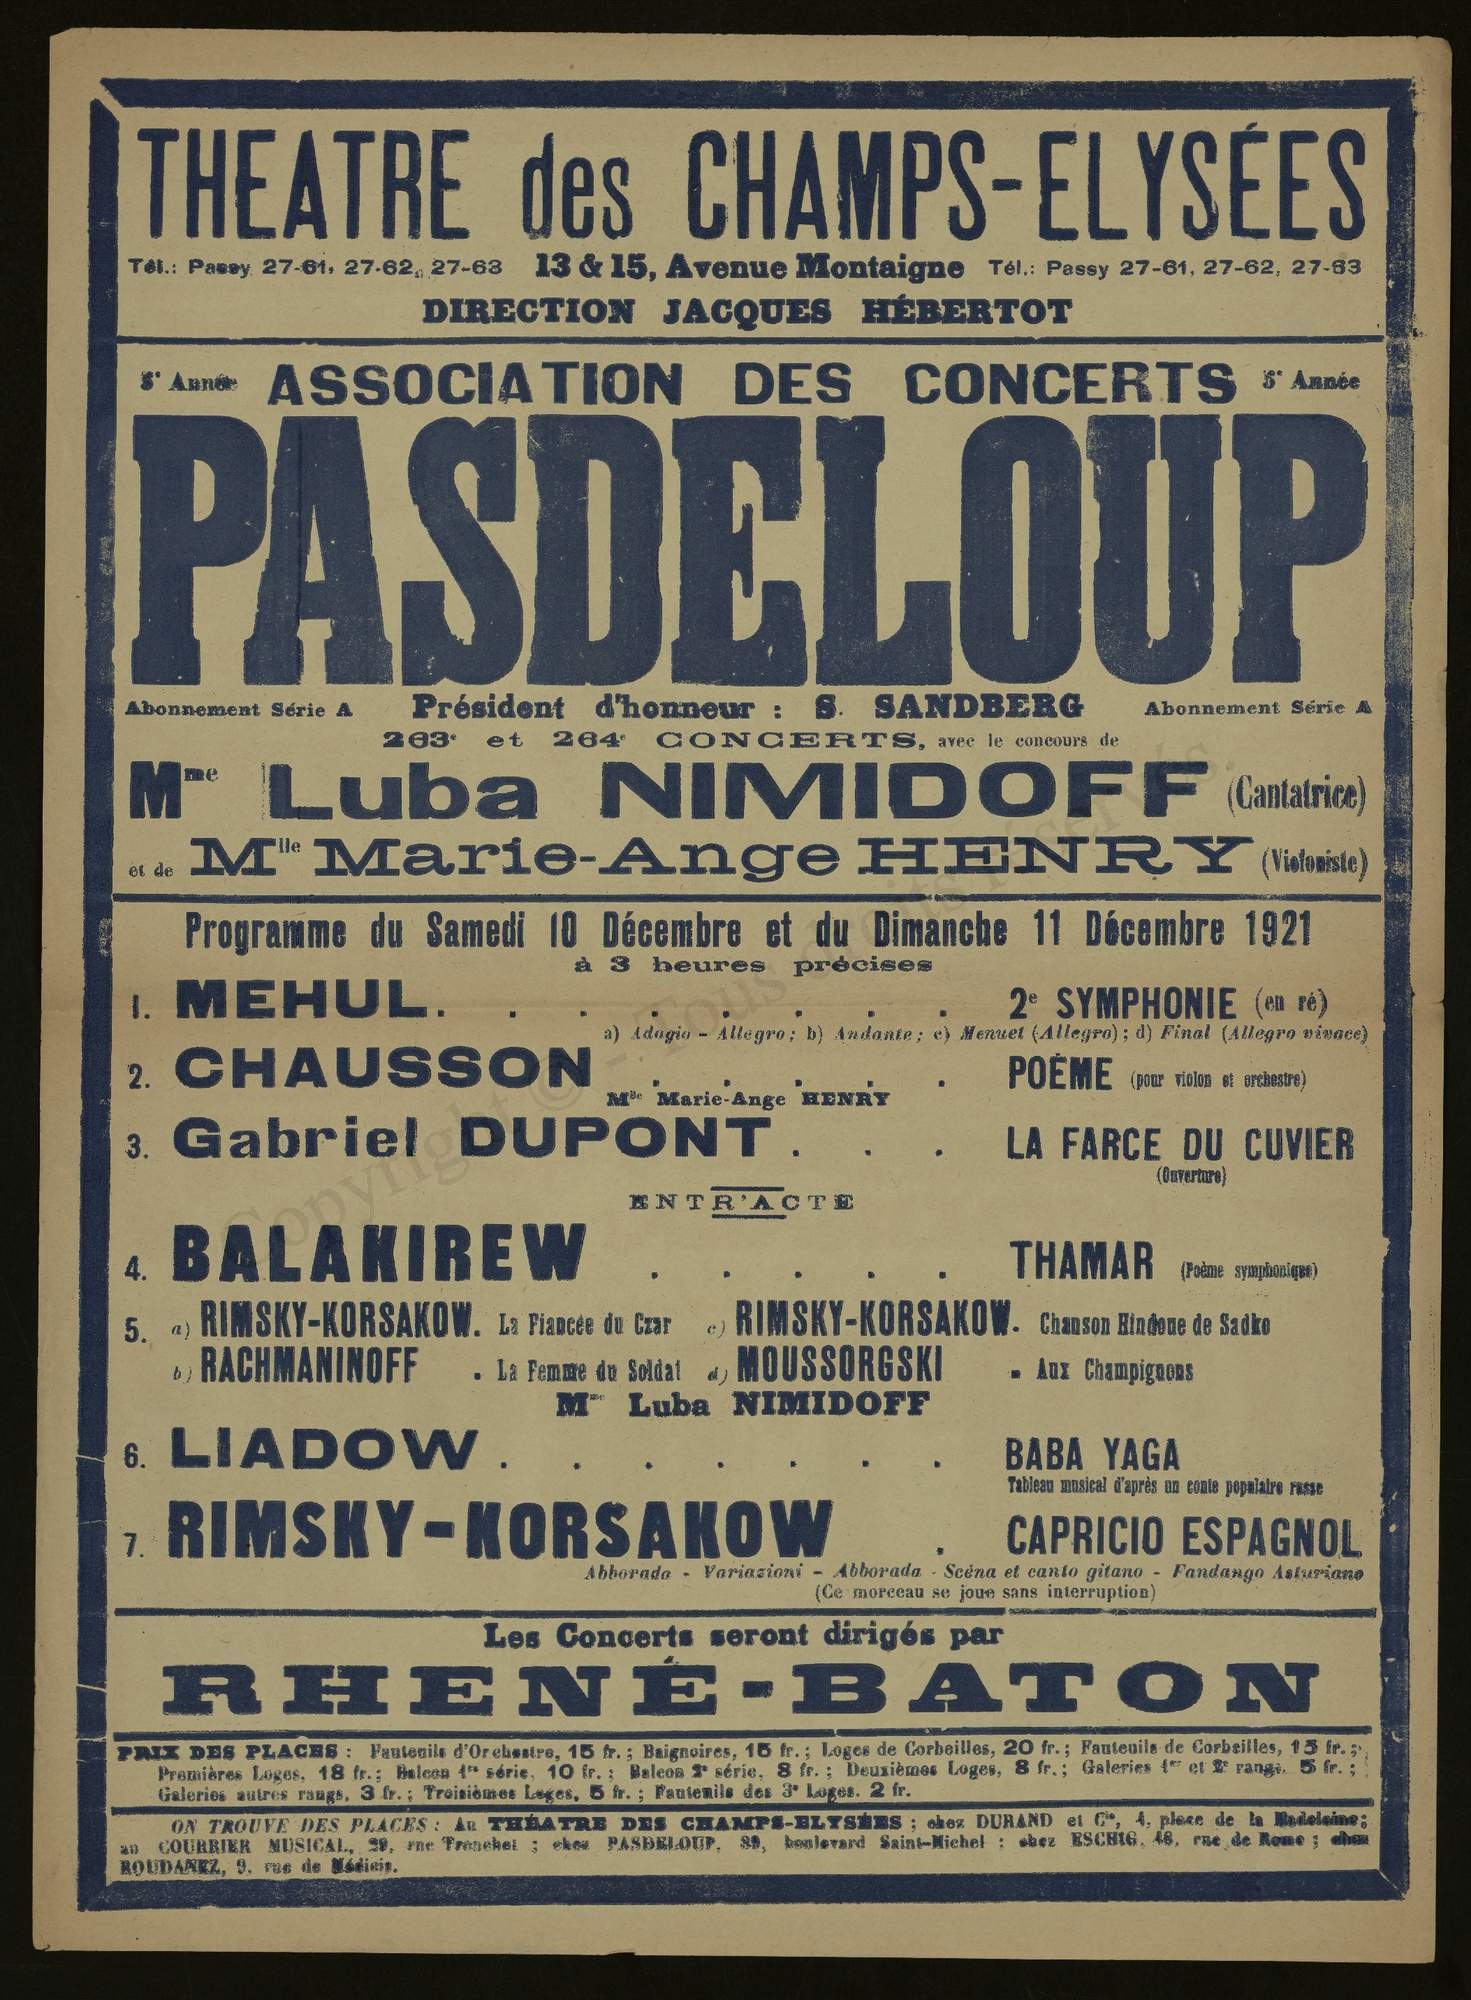 THEATRE des CHAMPS-ELYSÉES
Tél.: Passy 27-61, 27-62, 27-63 13 & 15, Avenue Montaigne Tél.: Passy 27-61, 27-62, 27-63
DIRECTION JACQUES HÉBERTOT
5e Année ASSOCIATION DES CONCERTS 5e Année
PASDELOUP
Abonnement Série A Président d'honneur : S. SANDBERG Abonnement Série A
263e et 264e CONCERTS, avec le concours de
Mme Luba NIMIDOFF (Cantatrice)
et de Mlle Marie-Ange HENRY (Violoniste)
Programme du Samedi 10 Décembre et du Dimanche 11 Décembre 1921
à 3 heures précises
1. MEHUL. . . . . . . . 2e SYMPHONIE (en ré)
a) Adagio - Allegro; b) Andante; c) Menuet (Allegro); d) Final (Allegro vivace)
2. CHAUSSON . . . . . POÈME (pour violon et orchestre)
Mlle Marie-Ange HENRY
3. Gabriel DUPONT . . . LA FARCE DU CUVIER
(Ouverture)
ENTR'ACTE
4. BALAKIREW . . . . . THAMAR (Poème symphonique)
5. a) RIMSKY-KORSAKOW. La Fiancée du Czar c) RIMSKY-KORSAKOW. Chanson Hindoue de Sadko
b) RACHMANINOFF . La Femme du Soldat d) MOUSSORGSKI . Aux Champignons
Mme Luba NIMIDOFF
6. LIADOW . . . . . . . BABA YAGA
Tableau musical d'après un conte populaire russe
7. RIMSKY-KORSAKOW . CAPRICIO ESPAGNOL
Abborada - Variazioni - Abborada - Scéna et canto gitano - Fandango Asturiano
(Ce morceau se joue sans interruption)
Les Concerts seront dirigés par
RHENÉ-BATON
PRIX DES PLACES : Fauteuils d'Orchestre, 15 fr. ; Baignoires, 15 fr. ; Loges de Corbeilles, 20 fr. ; Fauteuils de Corbeilles, 15 fr. ;
Premières Loges, 18 fr. ; Balcon 1re série, 10 fr. ; Balcon 2e série, 8 fr. ; Deuxièmes Loges, 8 fr. ; Galeries 1er et 2e rangs, 5 fr. ;
Galeries autres rangs, 3 fr. ; Troisièmes Loges, 5 fr. ; Fauteuils des 3e Loges, 2 fr.
ON TROUVE DES PLACES : Au THÉATRE DES CHAMPS-ELYSÉES ; chez DURAND et Cie, 4, place de la Madeleine;
au COURRIER MUSICAL, 29, rue Tronchet ; chez PASDELOUP, 89, boulevard Saint-Michel ; chez ESCHIG, 48, rue de Rome ; chez
ROUDANEZ, 9, rue de Médicis.
Copyright © - Tous droits réservés.